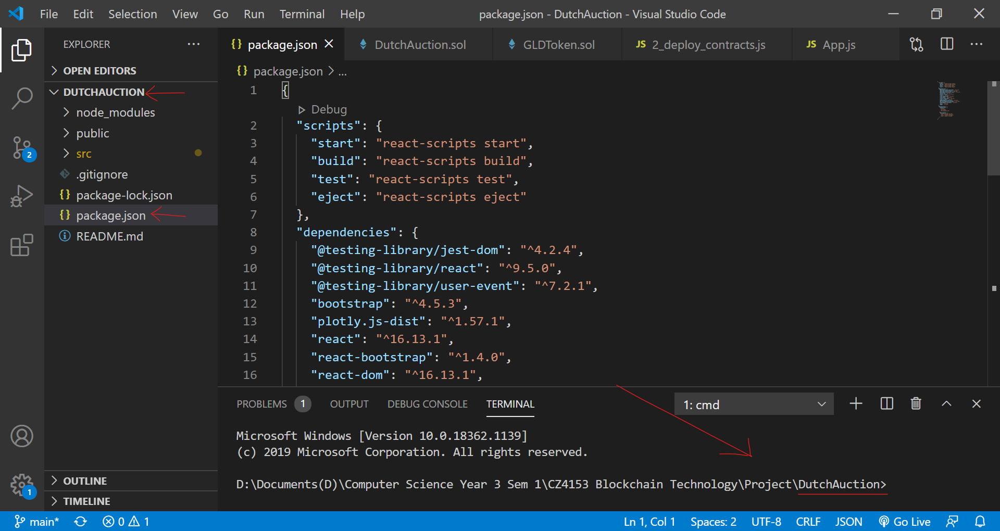 File Edit Selection View Go Run Terminal Help
package.json - DutchAuction - Visual Studio Code
EXPLORER
OPEN EDITORS
DUTCHAUCTION
node_modules
public
src
.gitignore
{} package-lock.json
{} package.json
README.md
OUTLINE
TIMELINE
2
1
{} package.json
DutchAuction.sol
GLDToken.sol
JS 2_deploy_contracts.js
JS App.js
{} package.json > ...
1 {
Debug
2 "scripts": {
3 "start": "react-scripts start",
4 "build": "react-scripts build",
5 "test": "react-scripts test",
6 "eject": "react-scripts eject"
7 },
8 "dependencies": {
9 "@testing-library/jest-dom": "^4.2.4",
10 "@testing-library/react": "^9.5.0",
11 "@testing-library/user-event": "^7.2.1",
12 "bootstrap": "^4.5.3",
13 "plotly.js-dist": "^1.57.1",
14 "react": "^16.13.1",
15 "react-bootstrap": "^1.4.0",
16 "react-dom": "^16.13.1",
PROBLEMS 1 OUTPUT DEBUG CONSOLE TERMINAL
1: cmd
Microsoft Windows [Version 10.0.18362.1139]
(c) 2019 Microsoft Corporation. All rights reserved.
D:\Documents(D)\Computer Science Year 3 Sem 1\CZ4153 Blockchain Technology\Project\DutchAuction>
main* 0 1
Ln 1, Col 1 Spaces: 2 UTF-8 CRLF JSON Go Live